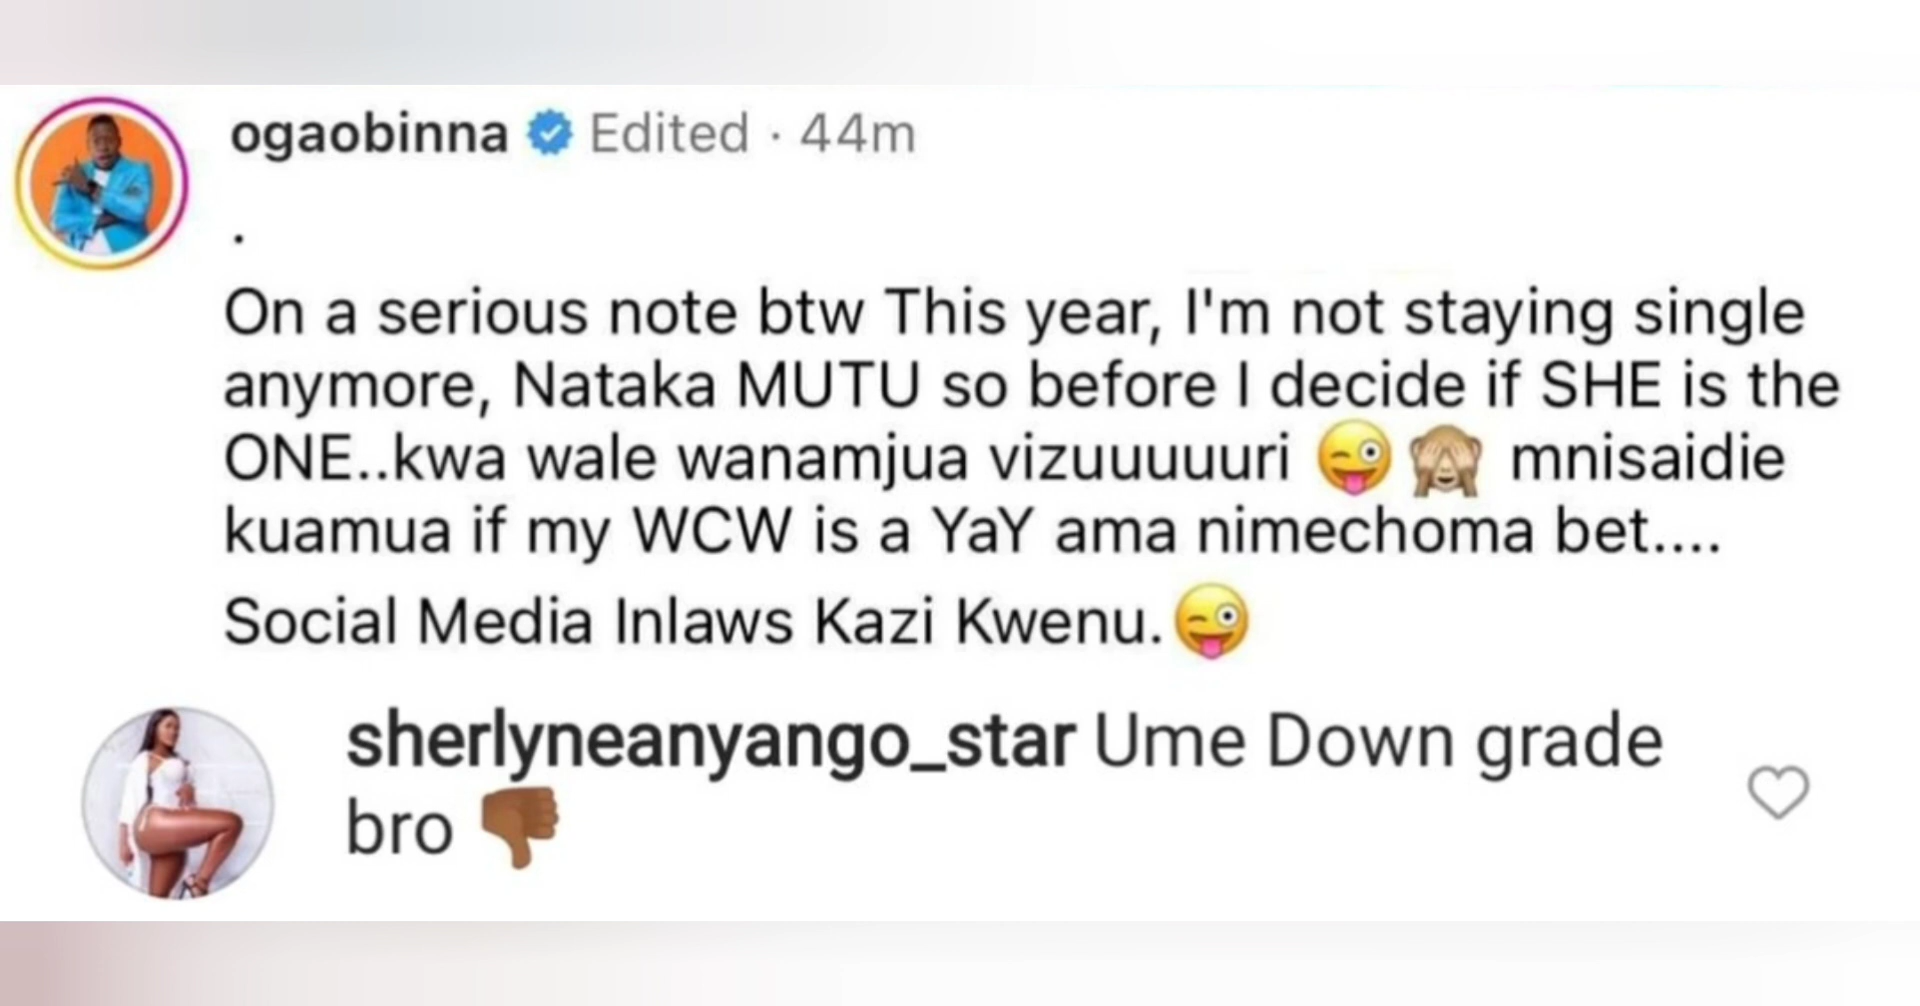 ogaobinna Edited · 44m
.
On a serious note btw This year, I'm not staying single
anymore, Nataka MUTU so before I decide if SHE is the
ONE..kwa wale wanamjua vizuuuuuri 😜🙈 mnisaidie
kuamua if my WCW is a YaY ama nimechoma bet....
Social Media Inlaws Kazi Kwenu.😜
sherlyneanyango_star Ume Down grade
bro 👎🏾